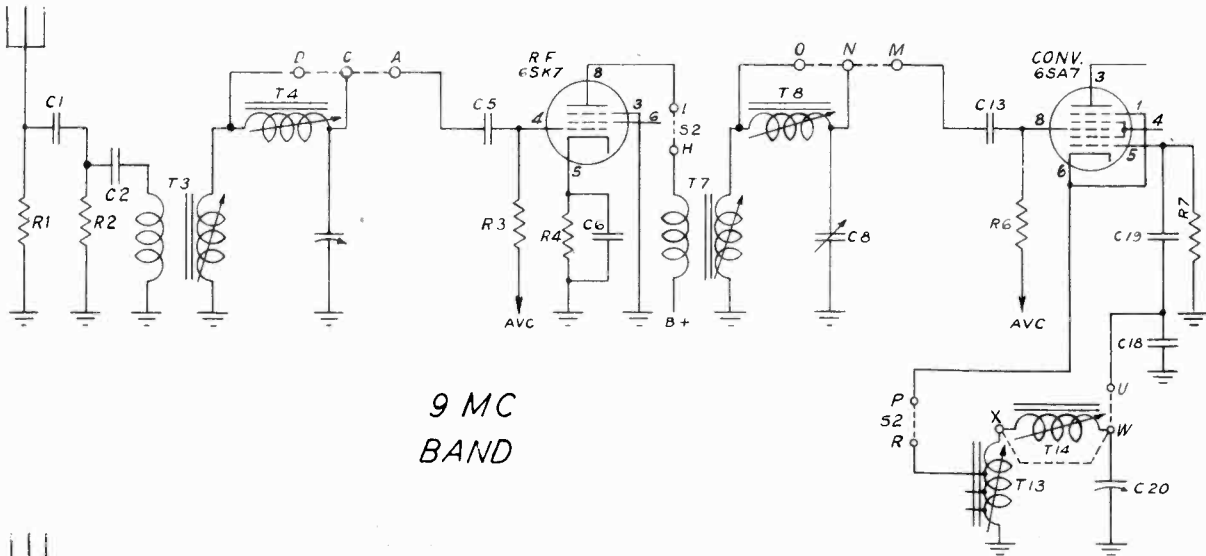 D C A
O N M
RF
6SK7
CONV.
6SA7
8
3
C1
T4
C5
4
3
6
I
T8
C13
8
1
4
S2
H
5
5
6
C2
T3
T7
R1
R2
R3
R4
C6
C8
R6
C19
R7
AVC
B+
AVC
C18
9 MC
BAND
P
U
S2
X
W
R
T14
T13
C20